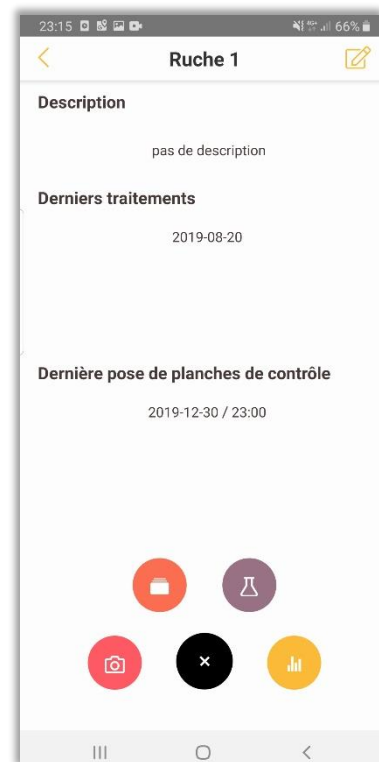 23:15 66%
Ruche 1
Description
pas de description
Derniers traitements
2019-08-20
Dernière pose de planches de contrôle
2019-12-30 / 23:00